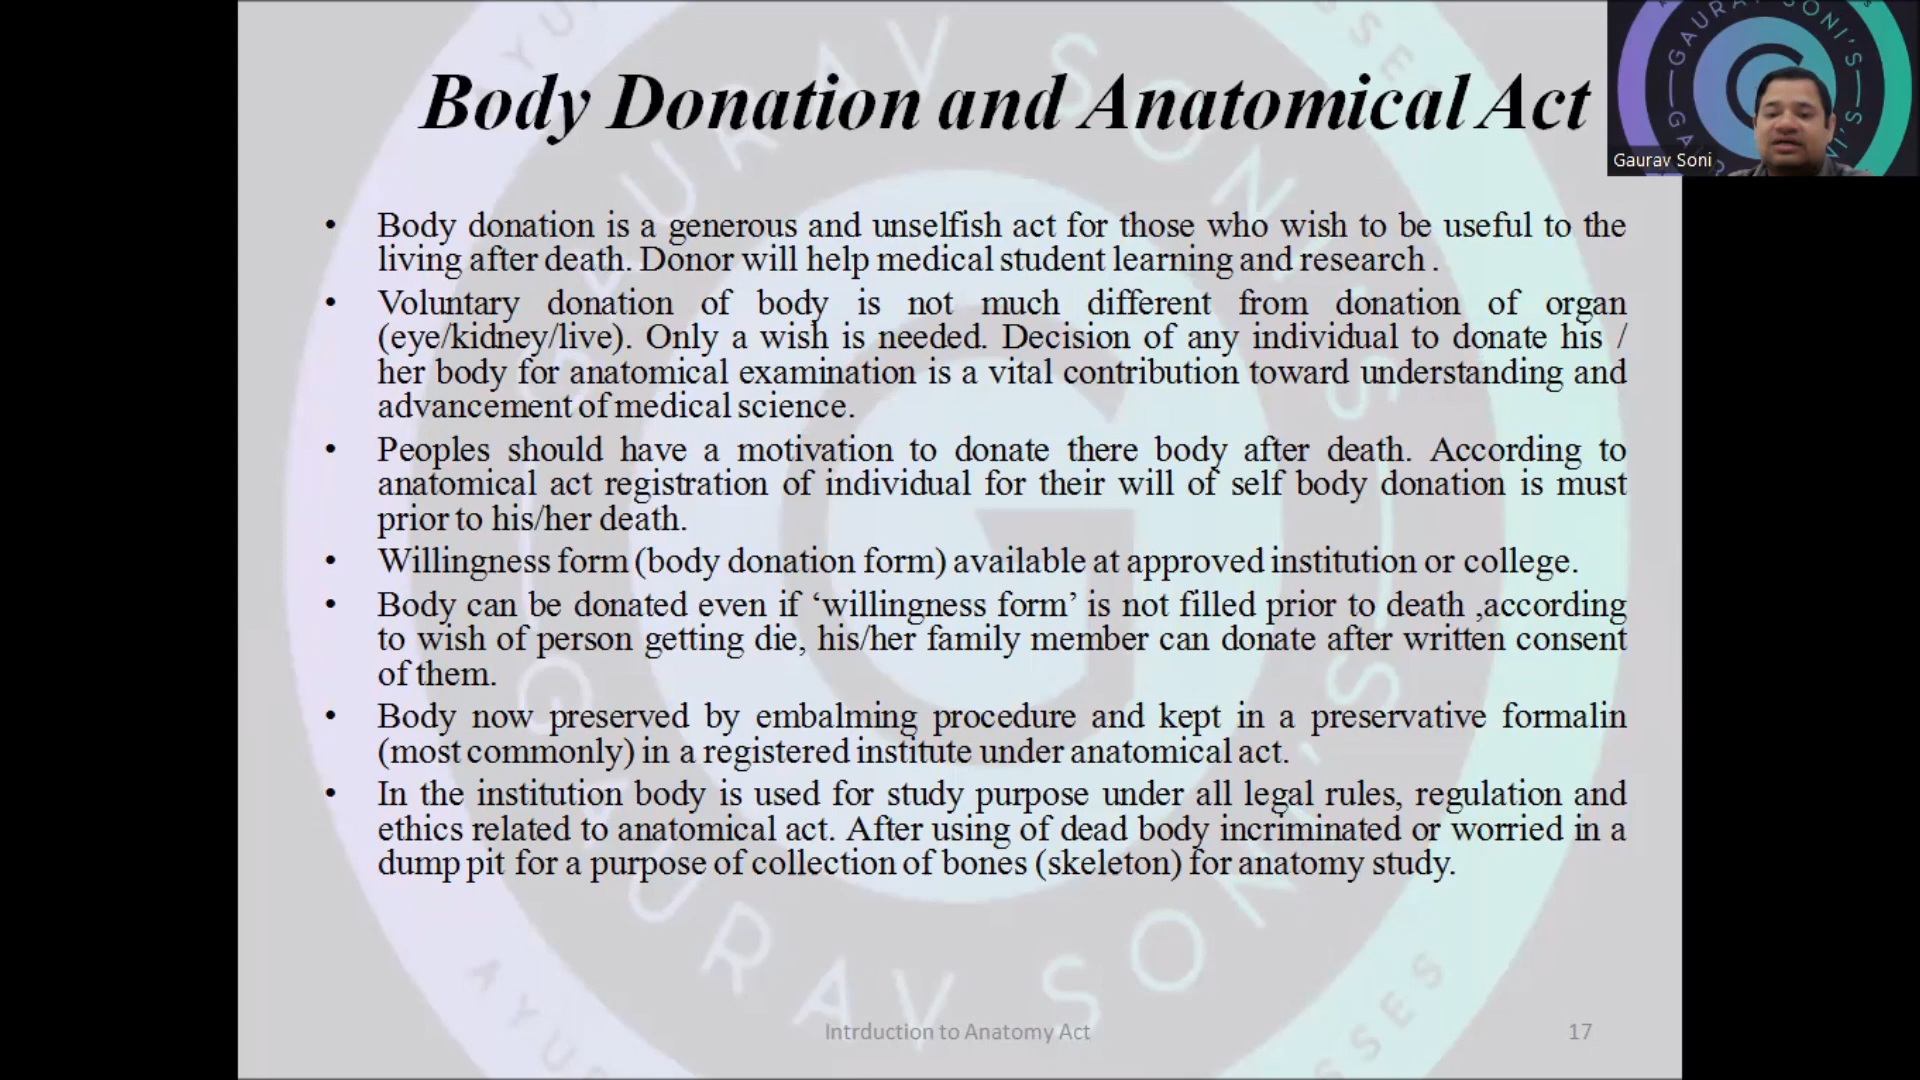 Body Donation and Anatomical Act
Gaurav Soni
• Body donation is a generous and unselfish act for those who wish to be useful to the
living after death. Donor will help medical student learning and research .
• Voluntary donation of body is not much different from donation of organ
(eye/kidney/live). Only a wish is needed. Decision of any individual to donate his /
her body for anatomical examination is a vital contribution toward understanding and
advancement of medical science.
• Peoples should have a motivation to donate there body after death. According to
anatomical act registration of individual for their will of self body donation is must
prior to his/her death.
• Willingness form (body donation form) available at approved institution or college.
• Body can be donated even if ‘willingness form’ is not filled prior to death ,according
to wish of person getting die, his/her family member can donate after written consent
of them.
• Body now preserved by embalming procedure and kept in a preservative formalin
(most commonly) in a registered institute under anatomical act.
• In the institution body is used for study purpose under all legal rules, regulation and
ethics related to anatomical act. After using of dead body incriminated or worried in a
dump pit for a purpose of collection of bones (skeleton) for anatomy study.
GAURAV SONI'S
GAURAV SONI'S
Intrduction to Anatomy Act
17